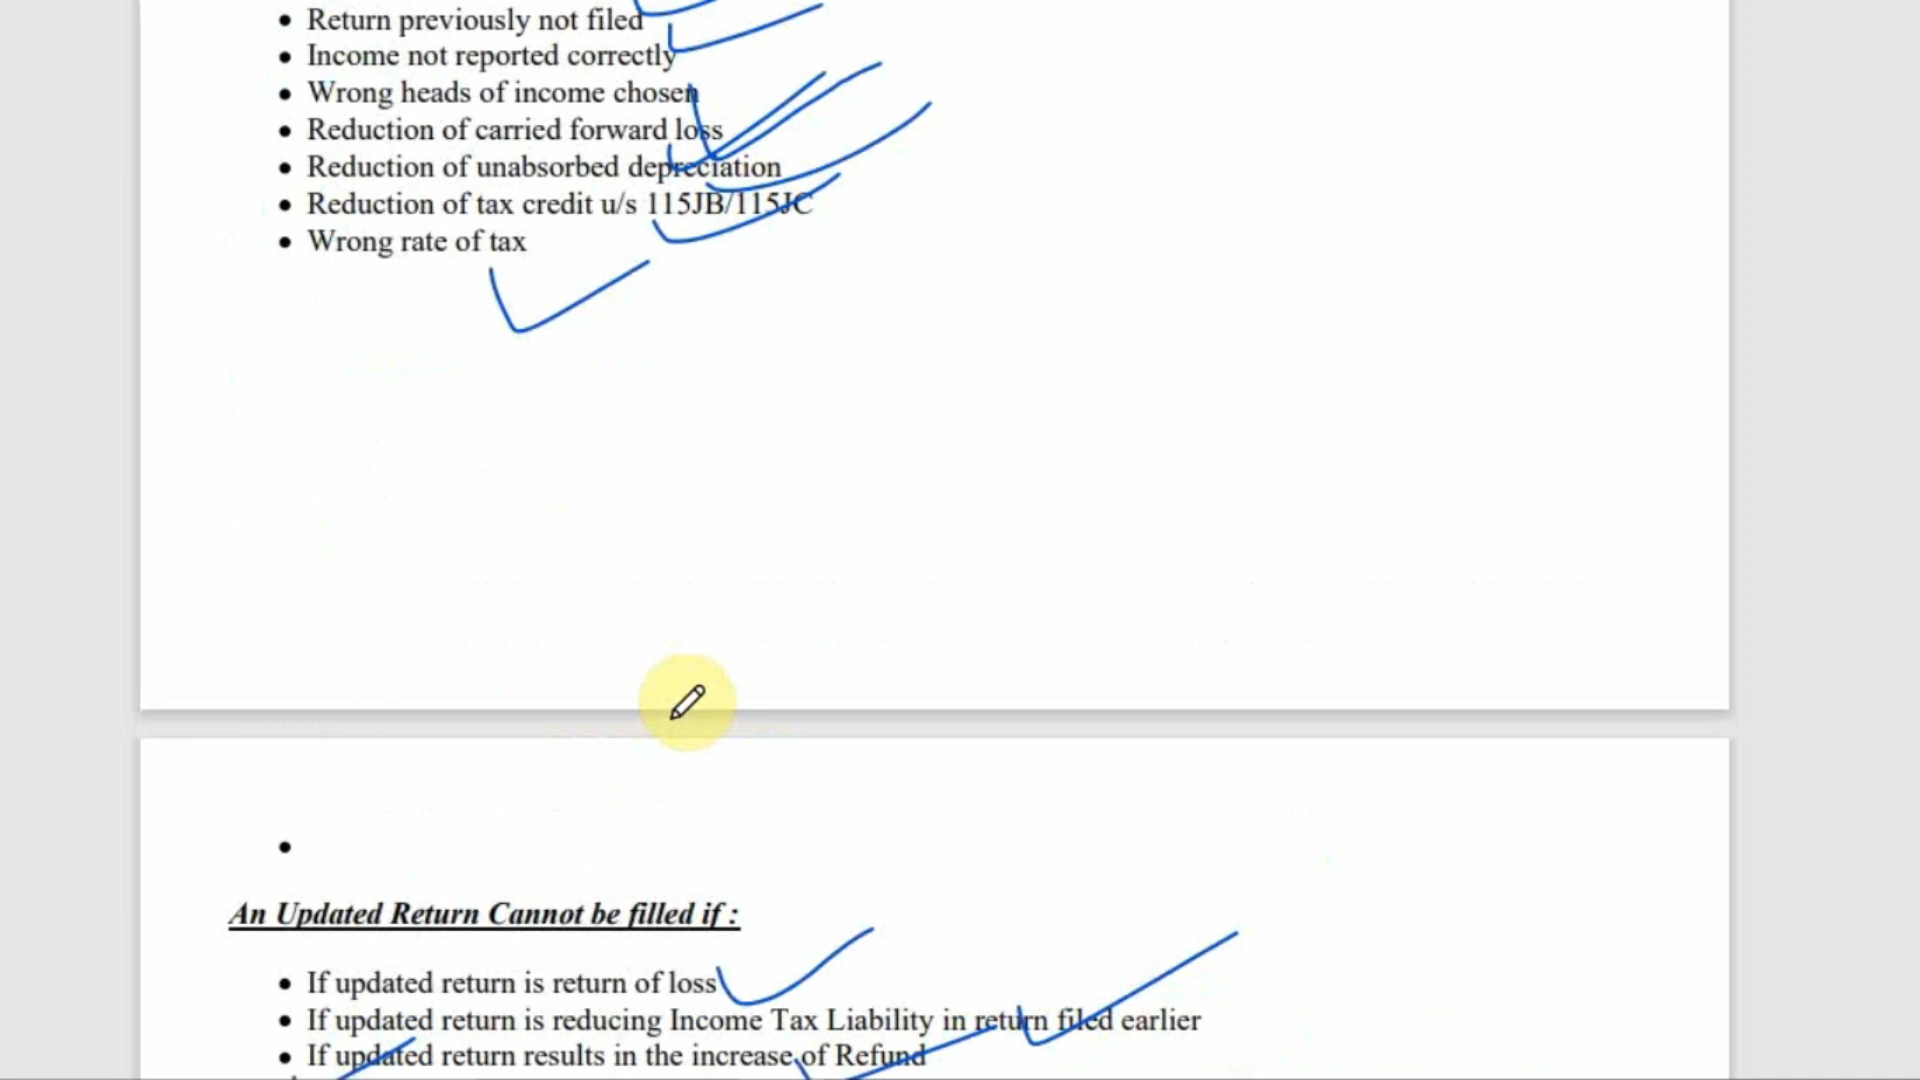 • Return previously not filed
• Income not reported correctly
• Wrong heads of income chosen
• Reduction of carried forward loss
• Reduction of unabsorbed depreciation
• Reduction of tax credit u/s 115JB/115JC
• Wrong rate of tax
•
An Updated Return Cannot be filled if :
• If updated return is return of loss
• If updated return is reducing Income Tax Liability in return filed earlier
• If updated return results in the increase of Refund